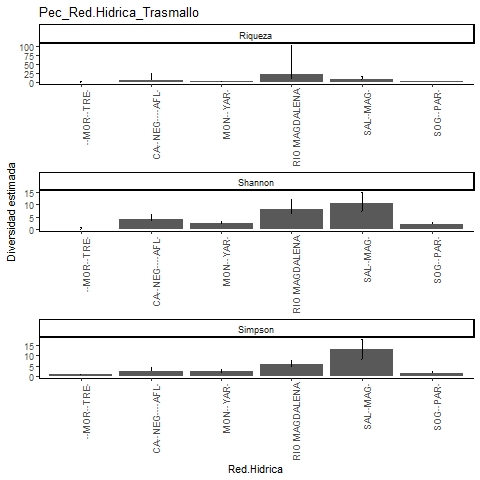 Pec_Red.Hidrica_Trasmallo
Riqueza
100
75
50
25
0
--MOR--TRE-
CA--NEG----AFL-
MON--YAR-
RIO MAGDALENA
SAL--MAG-
SOG--PAR-
Diversidad estimada
Shannon
15
10
5
0
--MOR--TRE-
CA--NEG----AFL-
MON--YAR-
RIO MAGDALENA
SAL--MAG-
SOG--PAR-
Simpson
15
10
5
0
--MOR--TRE-
CA--NEG----AFL-
MON--YAR-
RIO MAGDALENA
SAL--MAG-
SOG--PAR-
Red.Hidrica